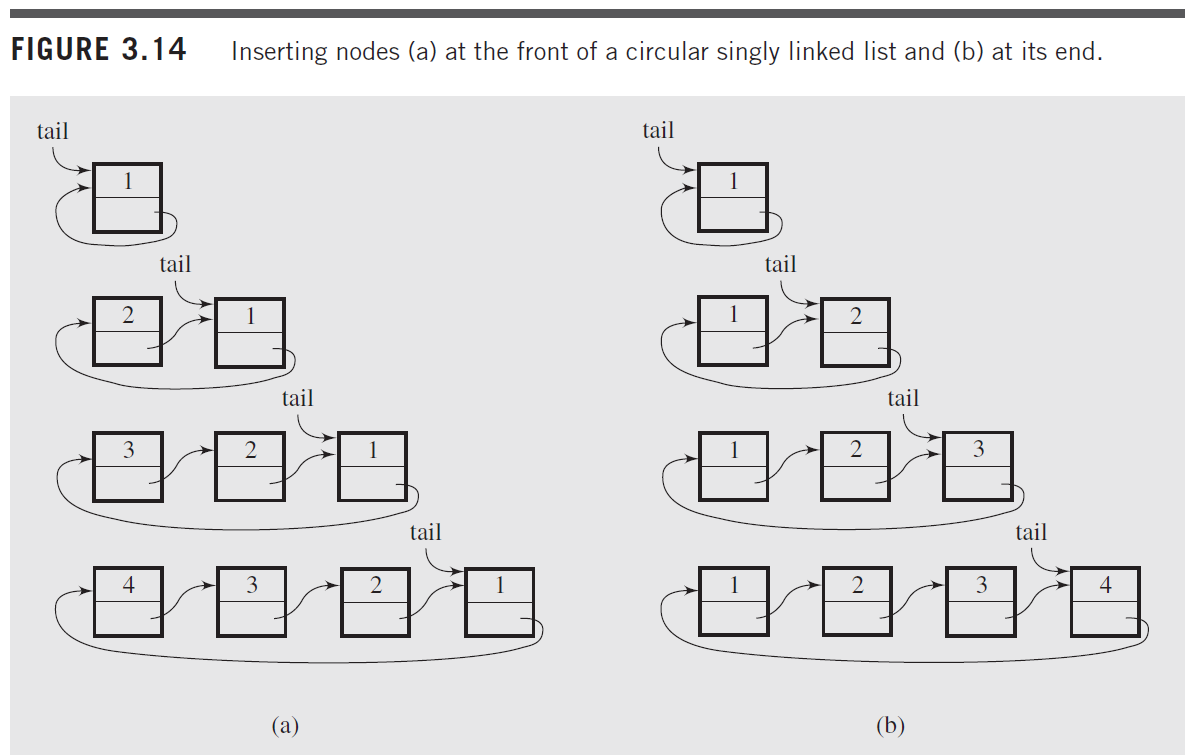 FIGURE 3.14 Inserting nodes (a) at the front of a circular singly linked list and (b) at its end.
tail
1
tail
2 1
tail
3 2 1
tail
4 3 2 1
(a)
tail
1
tail
1 2
tail
1 2 3
tail
1 2 3 4
(b)